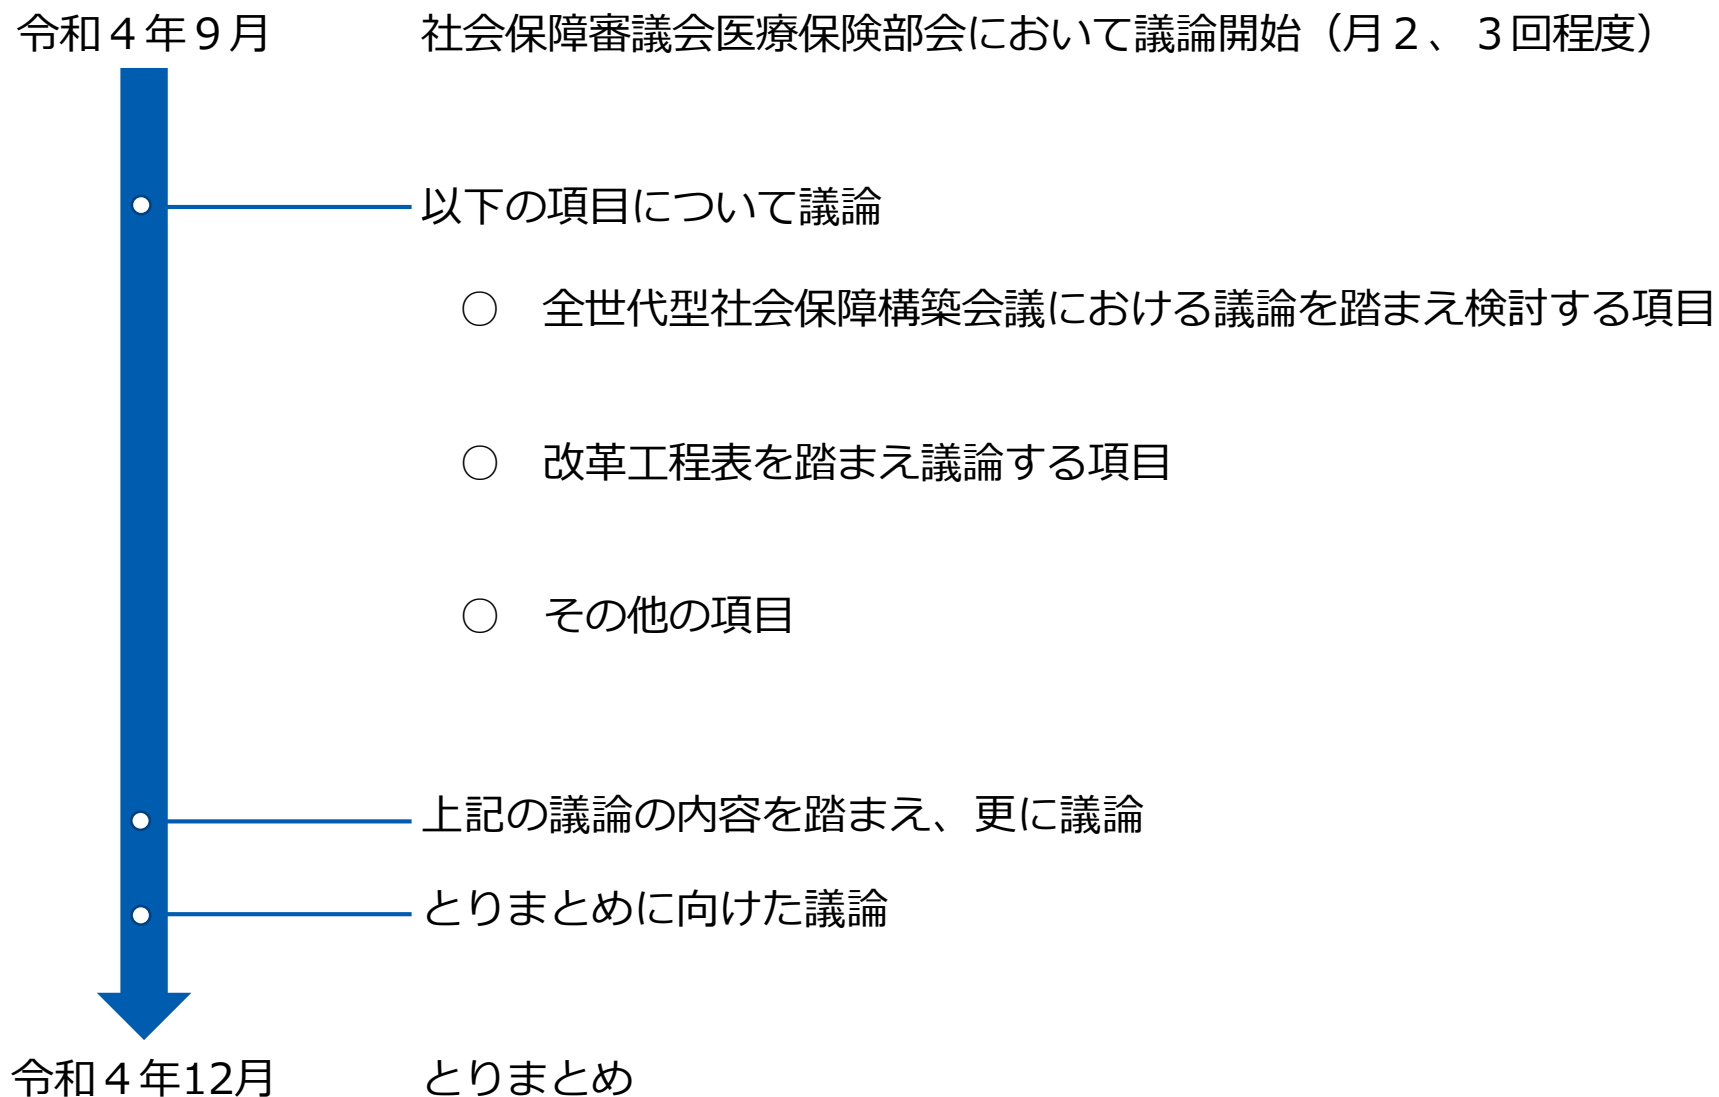 令和４年９月　社会保障審議会医療保険部会において議論開始（月２、３回程度）
以下の項目について議論
○　全世代型社会保障構築会議における議論を踏まえ検討する項目
○　改革工程表を踏まえ議論する項目
○　その他の項目
上記の議論の内容を踏まえ、更に議論
とりまとめに向けた議論
令和４年12月　とりまとめ